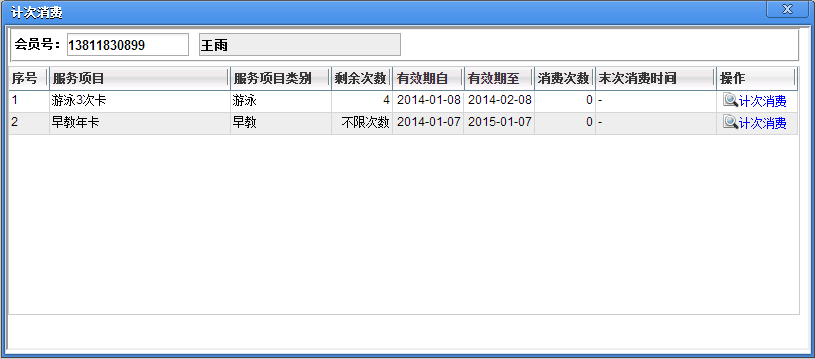 计次消费
会员号： 13811830899 王雨
序号 服务项目 服务项目类别 剩余次数 有效期自 有效期至 消费次数 末次消费时间 操作
1 游泳3次卡 游泳 4 2014-01-08 2014-02-08 0 - 计次消费
2 早教年卡 早教 不限次数 2014-01-07 2015-01-07 0 - 计次消费